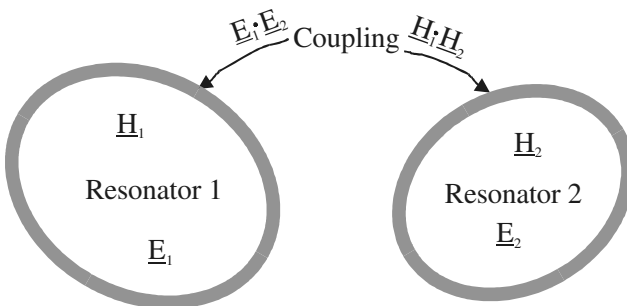 E₁·E₂ Coupling H₁·H₂
H₁
H₂
Resonator 1
Resonator 2
E₁
E₂